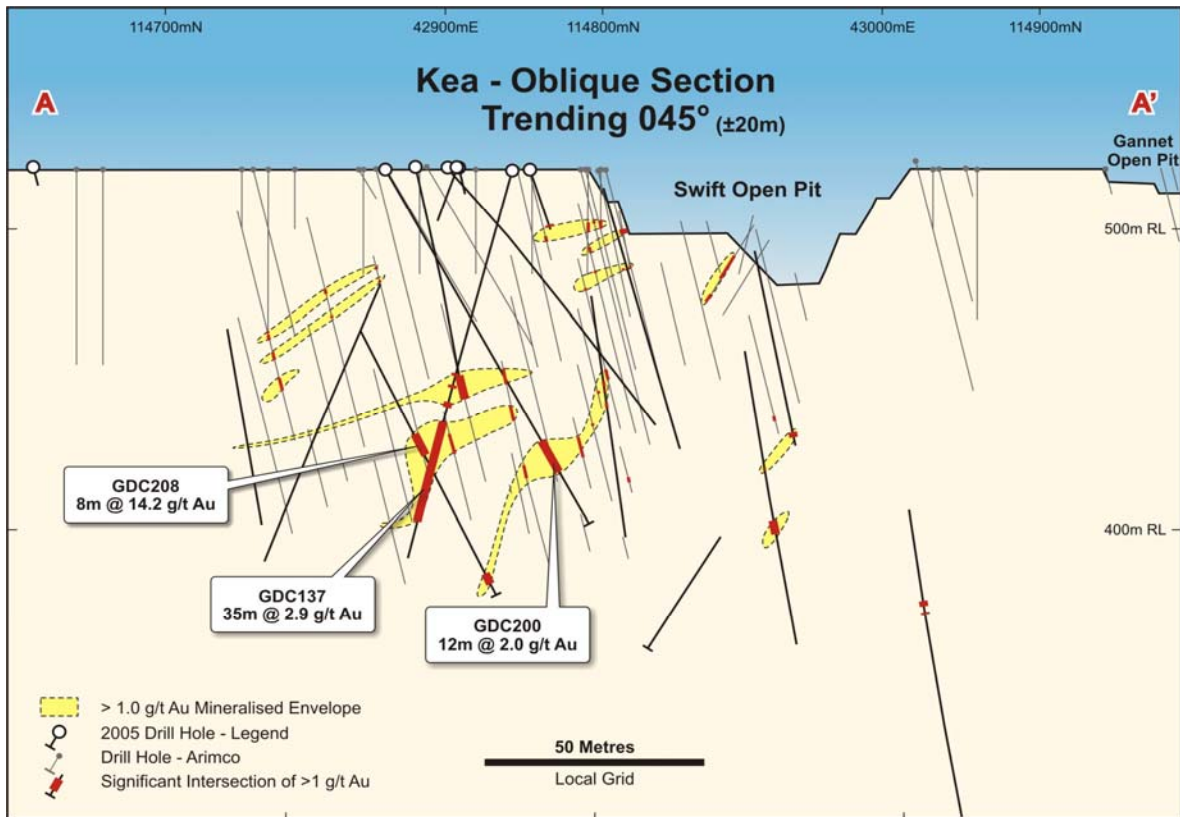 114700mN
42900mE
114800mN
43000mE
114900mN
Kea - Oblique Section
Trending 045° (±20m)
A
A'
Gannet
Open Pit
Swift Open Pit
500m RL
400m RL
GDC208
8m @ 14.2 g/t Au
GDC137
35m @ 2.9 g/t Au
GDC200
12m @ 2.0 g/t Au
> 1.0 g/t Au Mineralised Envelope
2005 Drill Hole - Legend
Drill Hole - Arimco
Significant Intersection of >1 g/t Au
50 Metres
Local Grid